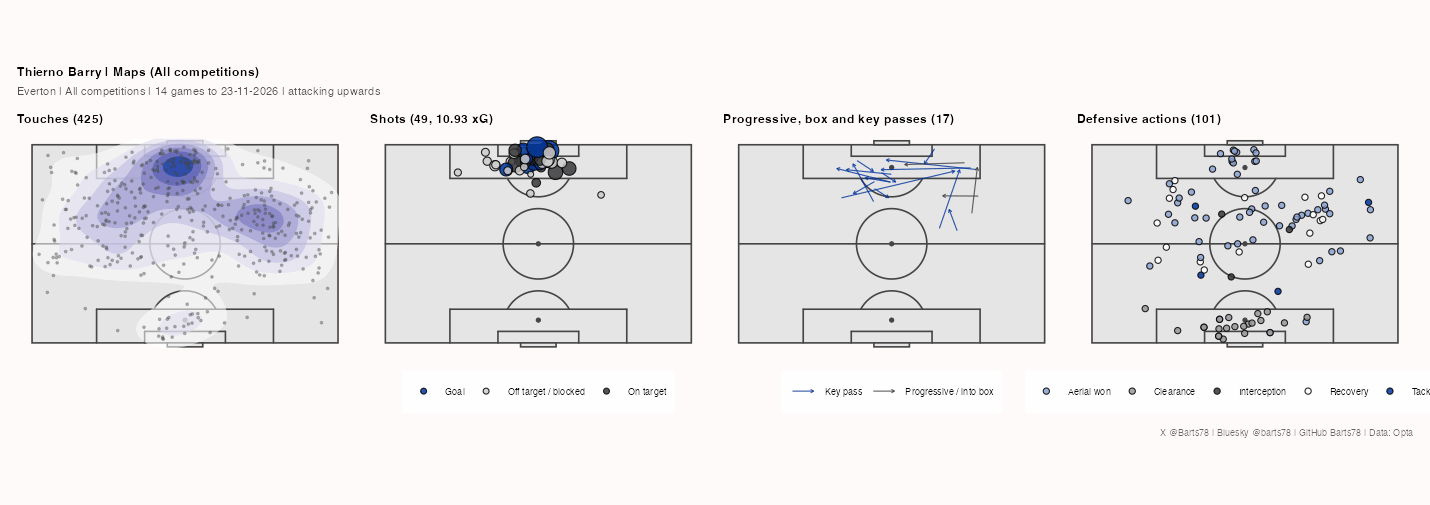 Thierno Barry | Maps (All competitions)
Everton | All competitions | 14 games to 23-11-2026 | attacking upwards
Touches (425)
Shots (49, 10.93 xG)
Progressive, box and key passes (17)
Defensive actions (101)
Goal
Off target / blocked
On target
Key pass
Progressive / Into box
Aerial won
Clearance
Interception
Recovery
Tack
X @Barts78 | Bluesky @barts78 | GitHub Barts78 | Data: Opta